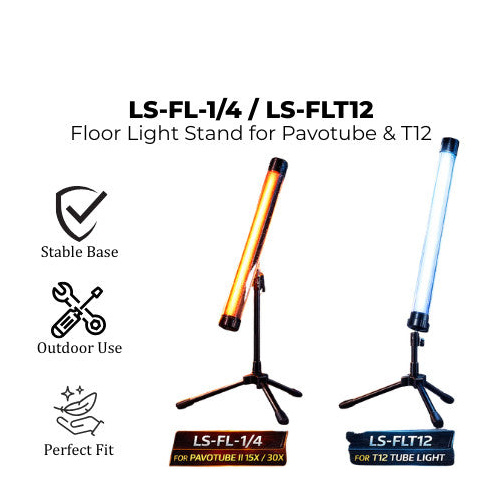 LS-FL-1/4 / LS-FLT12
Floor Light Stand for Pavotube & T12
Stable Base
Outdoor Use
Perfect Fit
LS-FL-1/4
FOR PAVOTUBE II 15X / 30X
LS-FLT12
FOR T12 TUBE LIGHT